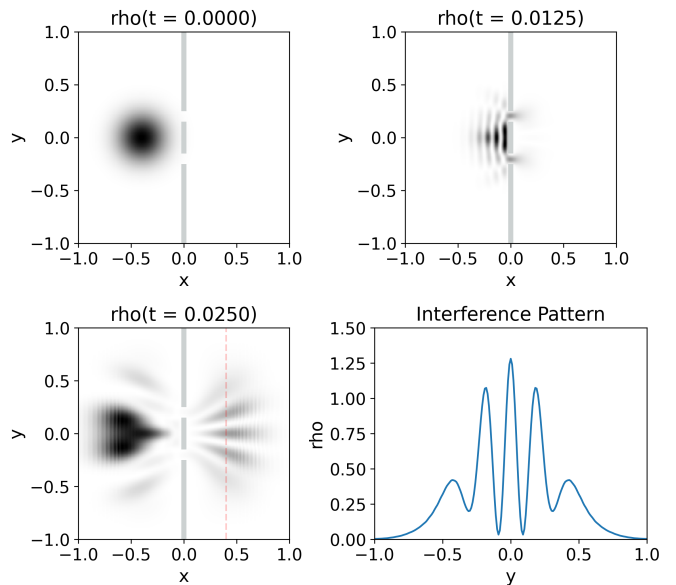 rho(t = 0.0000)
1.0
0.5
0.0
−0.5
−1.0
y
−1.0 −0.5 0.0 0.5 1.0
x
rho(t = 0.0125)
1.0
0.5
0.0
−0.5
−1.0
y
−1.0 −0.5 0.0 0.5 1.0
x
rho(t = 0.0250)
1.0
0.5
0.0
−0.5
−1.0
y
−1.0 −0.5 0.0 0.5 1.0
x
Interference Pattern
1.50
1.25
1.00
0.75
0.50
0.25
0.00
rho
−1.0 −0.5 0.0 0.5 1.0
y